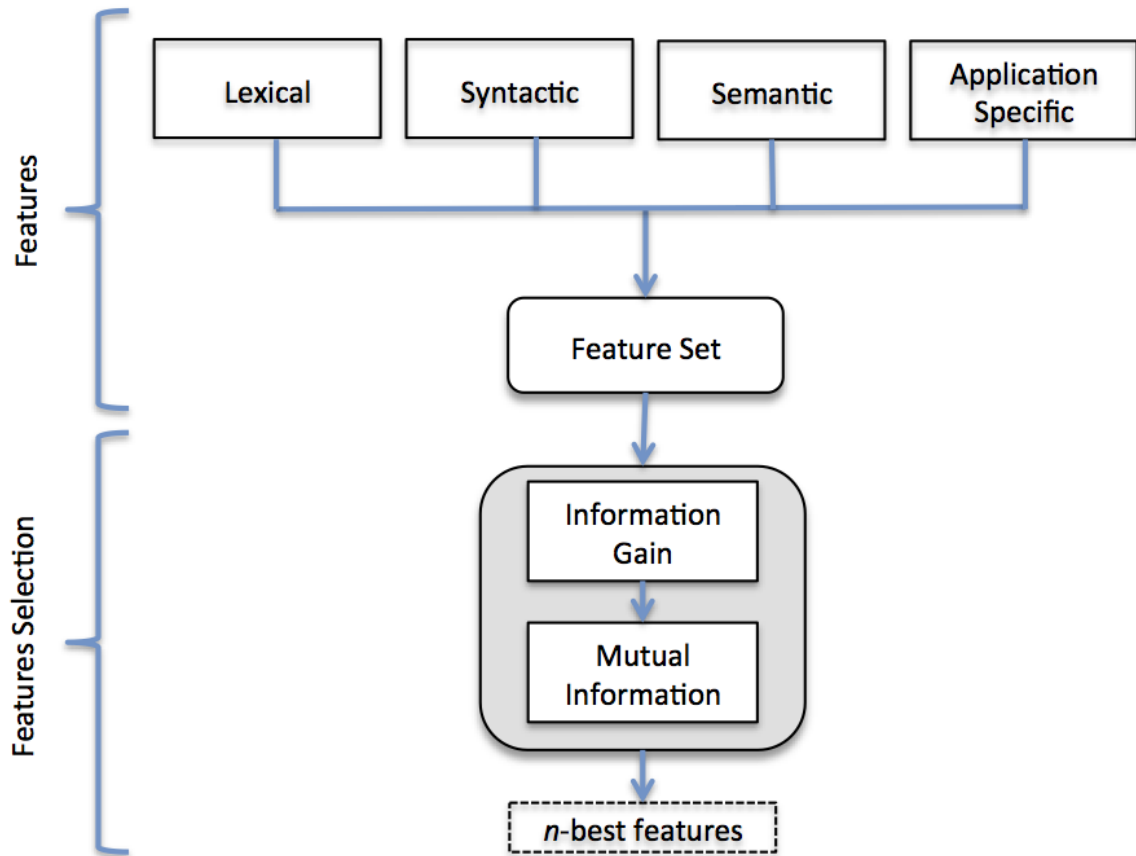 Lexical
Syntactic
Semantic
Application
Specific
Features
Feature Set
Features Selection
Information
Gain
Mutual
Information
n-best features